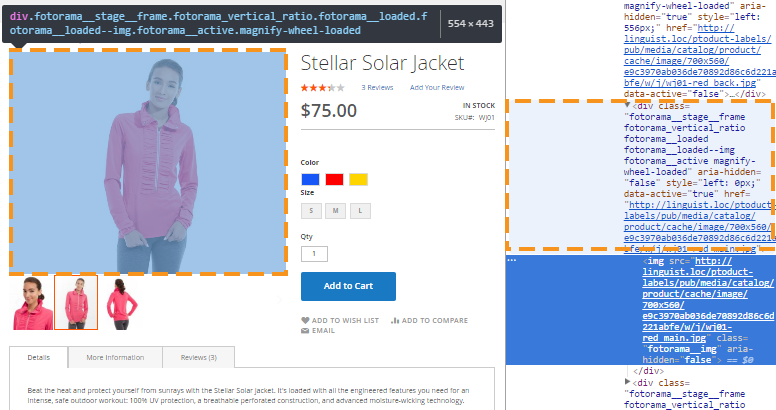 div.fotorama__stage__frame.fotorama_vertical_ratio.fotorama__loaded.f
otorama__loaded--img.fotorama__active.magnify-wheel-loaded
554 × 443
Stellar Solar Jacket
3 Reviews
Add Your Review
$75.00
IN STOCK
SKU#: WJ01
Color
Size
S
M
L
Qty
1
Add to Cart
ADD TO WISH LIST
ADD TO COMPARE
EMAIL
Details
More Information
Reviews (3)
Beat the heat and protect yourself from sunrays with the Stellar Solar Jacket. It's loaded with all the engineered features you need for an
intense, safe outdoor workout: 100% UV protection, a breathable perforated construction, and advanced moisture-wicking technology.
magnify-wheel-loaded" aria-
hidden="true" style="left:
556px;" href="http://
linguist.loc/ptoduct-labels/
pub/media/catalog/product/
cache/image/700x560/
e9c3970ab036de70892d86c6d221a
bfe/w/j/wj01-red_back.jpg"
data-active="false">…</div>
<div class=
"fotorama__stage__frame
fotorama_vertical_ratio
fotorama__loaded
fotorama__loaded--img
fotorama__active magnify-
wheel-loaded" aria-hidden=
"false" style="left: 0px;"
data-active="true" href=
"http://linguist.loc/ptoduct-
labels/pub/media/catalog/
product/cache/image/700x560/
e9c3970ab036de70892d86c6d221a
bfe/w/j/wj01-red_main.jpg">
<img src="http://
linguist.loc/ptoduct-
labels/pub/media/catalog/
product/cache/image/
700x560/
e9c3970ab036de70892d86c6d
221abfe/w/j/wj01-
red_main.jpg" class=
"fotorama__img" aria-
hidden="false"> == $0
</div>
<div class=
"fotorama__stage__frame
fotorama_vertical_ratio